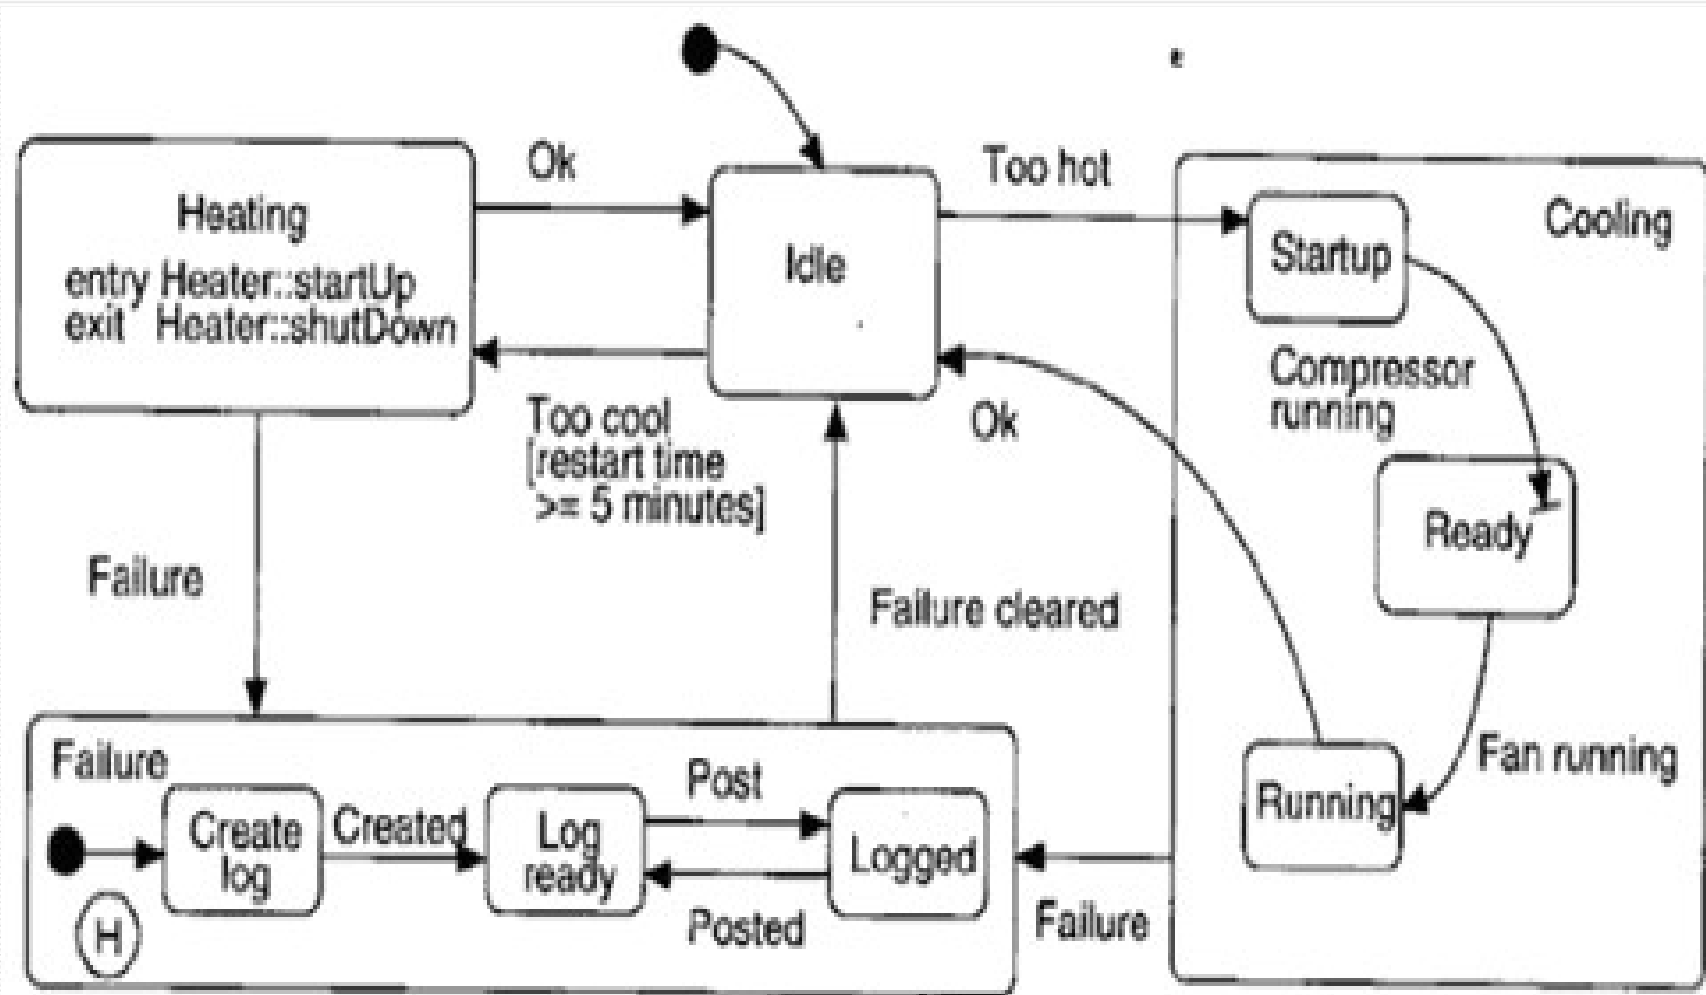 Ok
Too hot
Heating
entry Heater::startUp
exit Heater::shutDown
Idle
Startup
Cooling
Compressor
running
Too cool
[restart time
>= 5 minutes]
Ok
Ready
Failure
Failure cleared
Failure
Create
log
Created
Log
ready
Post
Posted
Logged
H
Failure
Running
Fan running